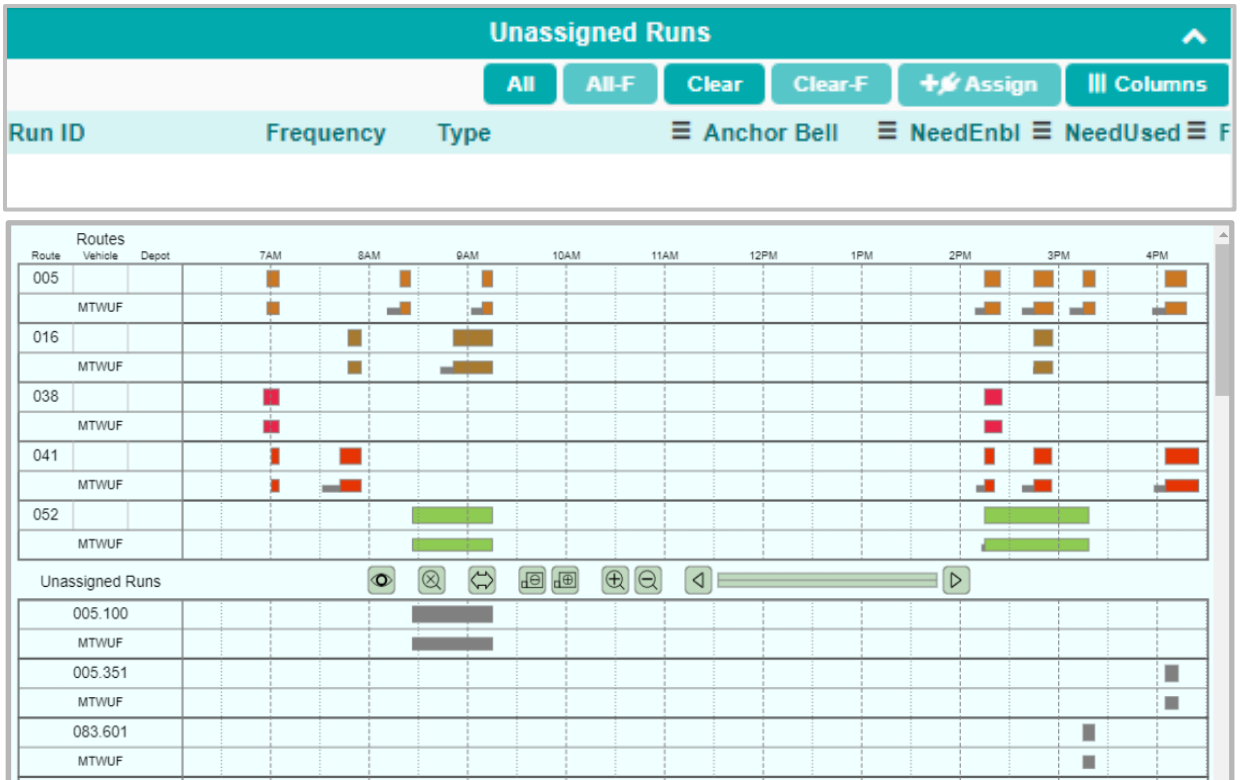 Unassigned Runs
All All-F Clear Clear-F Assign Columns
Run ID Frequency Type Anchor Bell NeedEnbl NeedUsed F
Routes
Route Vehicle Depot 7AM 8AM 9AM 10AM 11AM 12PM 1PM 2PM 3PM 4PM
005
MTWUF
016
MTWUF
038
MTWUF
041
MTWUF
052
MTWUF
Unassigned Runs
005.100
MTWUF
005.351
MTWUF
083.601
MTWUF